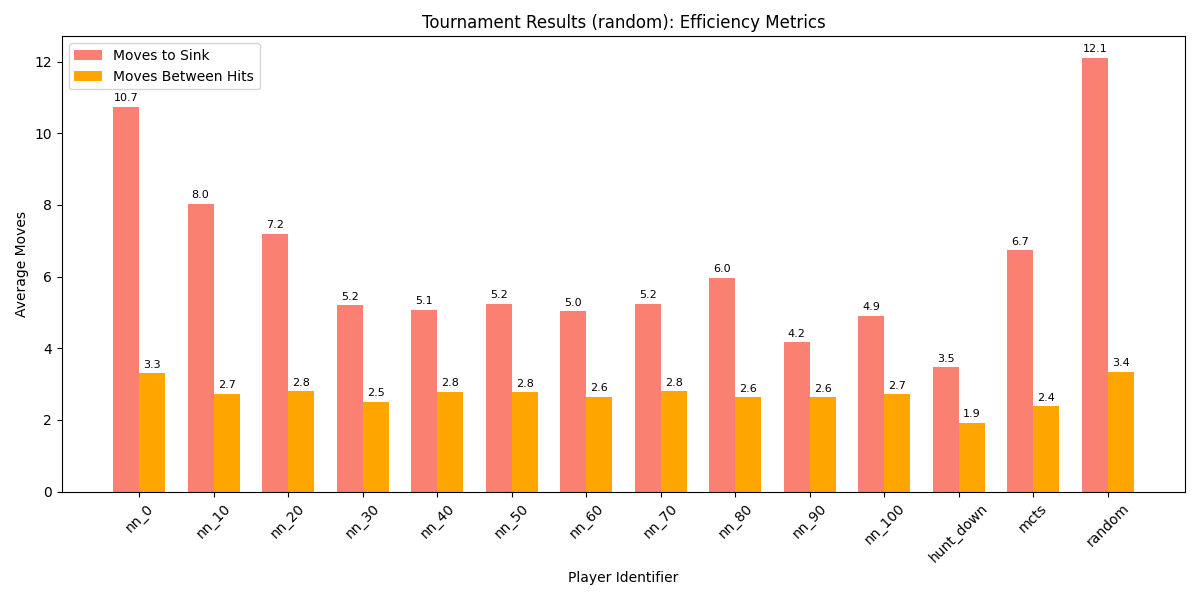 Tournament Results (random): Efficiency Metrics
Moves to Sink
Moves Between Hits
Average Moves
12
10
8
6
4
2
0
10.7
3.3
8.0
2.7
7.2
2.8
5.2
2.5
5.1
2.8
5.2
2.8
5.0
2.6
5.2
2.8
6.0
2.6
4.2
2.6
4.9
2.7
3.5
1.9
6.7
2.4
12.1
3.4
nn_0
nn_10
nn_20
nn_30
nn_40
nn_50
nn_60
nn_70
nn_80
nn_90
nn_100
hunt_down
mcts
random
Player Identifier